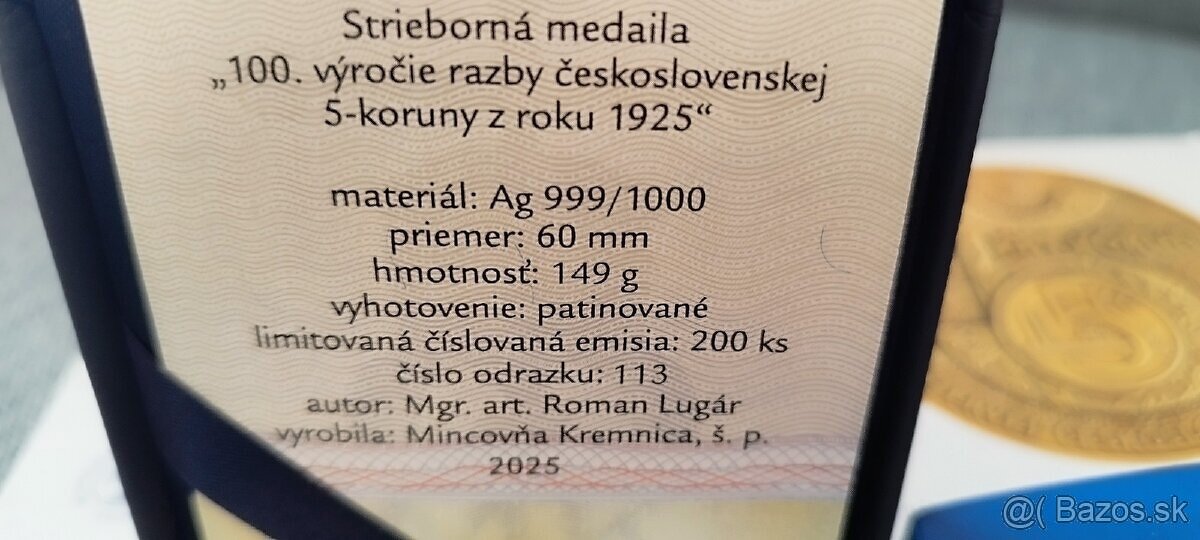 Strieborná medaila
„100. výročie razby československej
5-koruny z roku 1925“
materiál: Ag 999/1000
priemer: 60 mm
hmotnosť: 149 g
vyhotovenie: patinované
limitovaná číslovaná emisia: 200 ks
číslo odrazku: 113
autor: Mgr. art. Roman Lugár
vyrobila: Mincovňa Kremnica, š. p.
2025
@( Bazos.sk